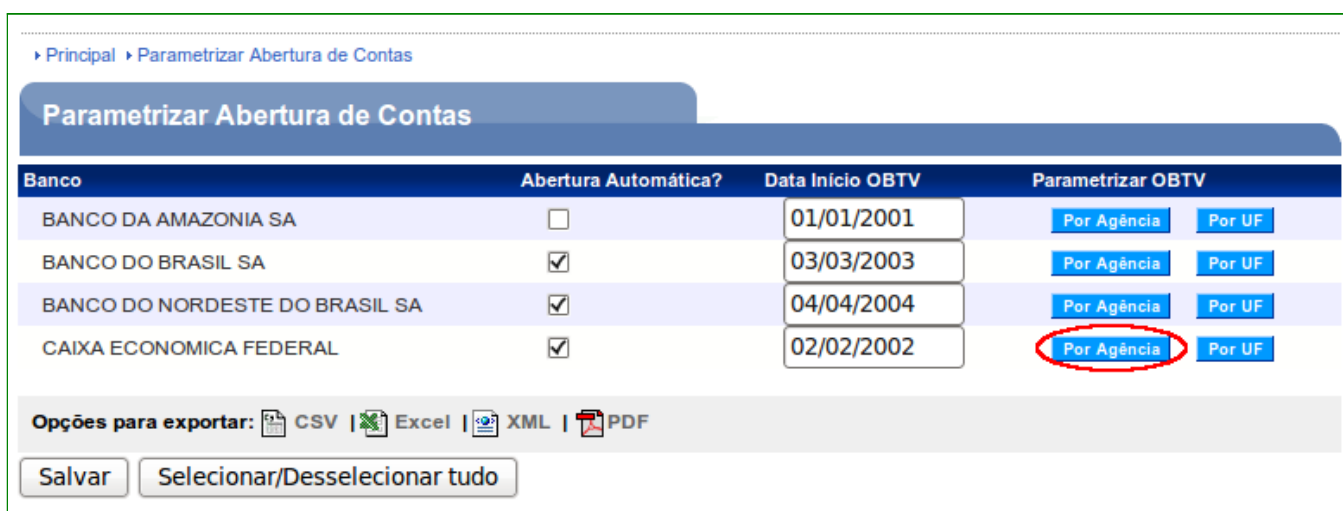 Principal Parametrizar Abertura de Contas
Parametrizar Abertura de Contas
Banco Abertura Automática? Data Início OBTV Parametrizar OBTV
BANCO DA AMAZONIA SA 01/01/2001 Por Agência Por UF
BANCO DO BRASIL SA 03/03/2003 Por Agência Por UF
BANCO DO NORDESTE DO BRASIL SA 04/04/2004 Por Agência Por UF
CAIXA ECONOMICA FEDERAL 02/02/2002 Por Agência Por UF
Opções para exportar: CSV | Excel | XML | PDF
Salvar Selecionar/Desselecionar tudo